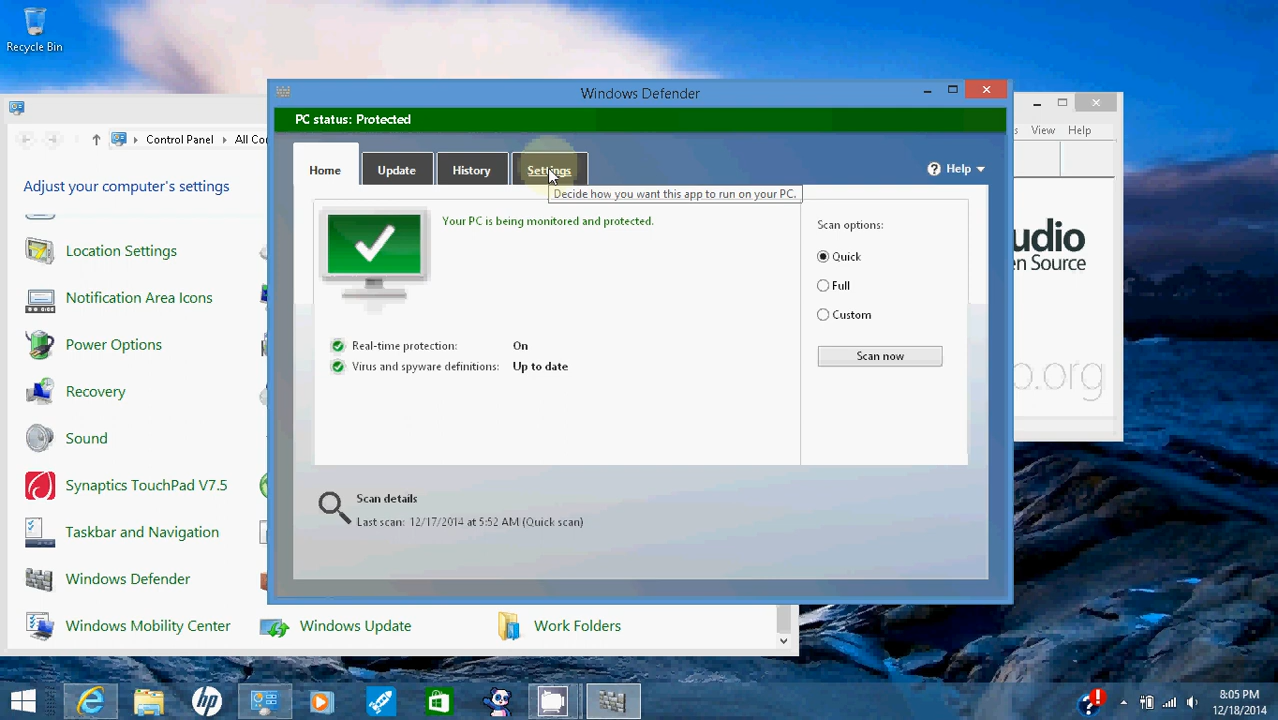 Recycle Bin
Windows Defender
PC status: Protected
Control Panel
All Co
View Help
Adjust your computer's settings
Home
Update
History
Settings
Help
Decide how you want this app to run on your PC.
Your PC is being monitored and protected.
Scan options:
Quick
Full
Custom
Scan now
Real-time protection: On
Virus and spyware definitions: Up to date
Scan details
Last scan: 12/17/2014 at 5:52 AM (Quick scan)
Location Settings
Notification Area Icons
Power Options
Recovery
Sound
Synaptics TouchPad V7.5
Taskbar and Navigation
Windows Defender
Windows Mobility Center
Windows Update
Work Folders
udio
en Source
o.org
hp
8:05 PM
12/18/2014